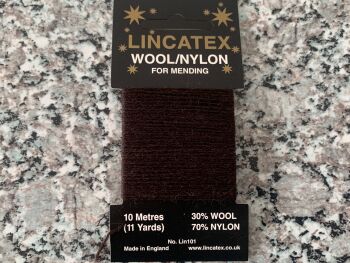 LINCATEX
WOOL/NYLON
FOR MENDING
10 Metres 30% WOOL
(11 Yards) 70% NYLON
No. Lin101
Made in England www.lincatex.co.uk